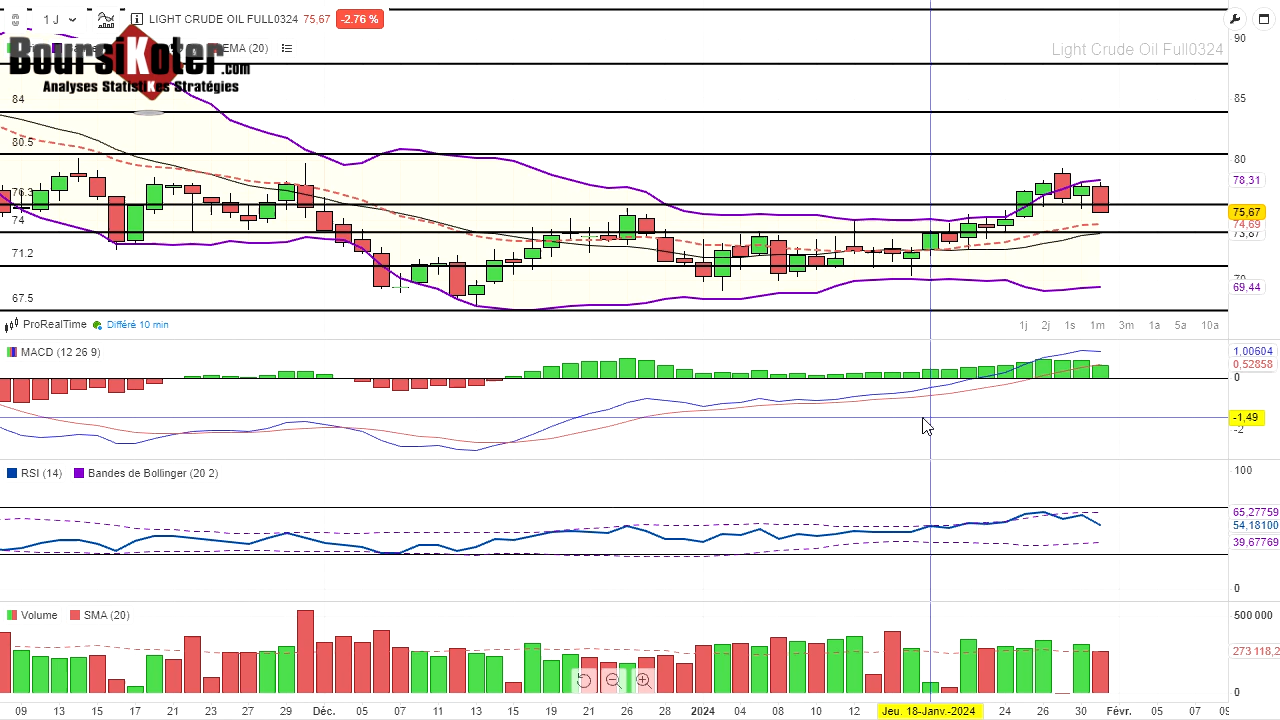 1 J
LIGHT CRUDE OIL FULL0324 75,67 -2.76 %
EMA (20)
BoursiKoter.com
Analyses StatistiKes Stratégies
Light Crude Oil Full0324
90
85
84
80.5
80
78,31
76.3
75,67
74,69
74
73,87
71.2
70
69,44
67.5
ProRealTime Différé 10 min
1j 2j 1s 1m 3m 1a 5a 10a
MACD (12 26 9)
1,00604
0,52858
0
-1,49
-2
RSI (14) Bandes de Bollinger (20 2)
100
65,27759
54,18100
39,67769
0
Volume SMA (20)
500 000
273 118,2
0
09 13 15 17 21 23 27 29 Déc. 05 07 11 13 15 19 21 26 28 2024 04 08 10 12 Jeu. 18-Janv.-2024 24 26 30 Févr. 05 07 09